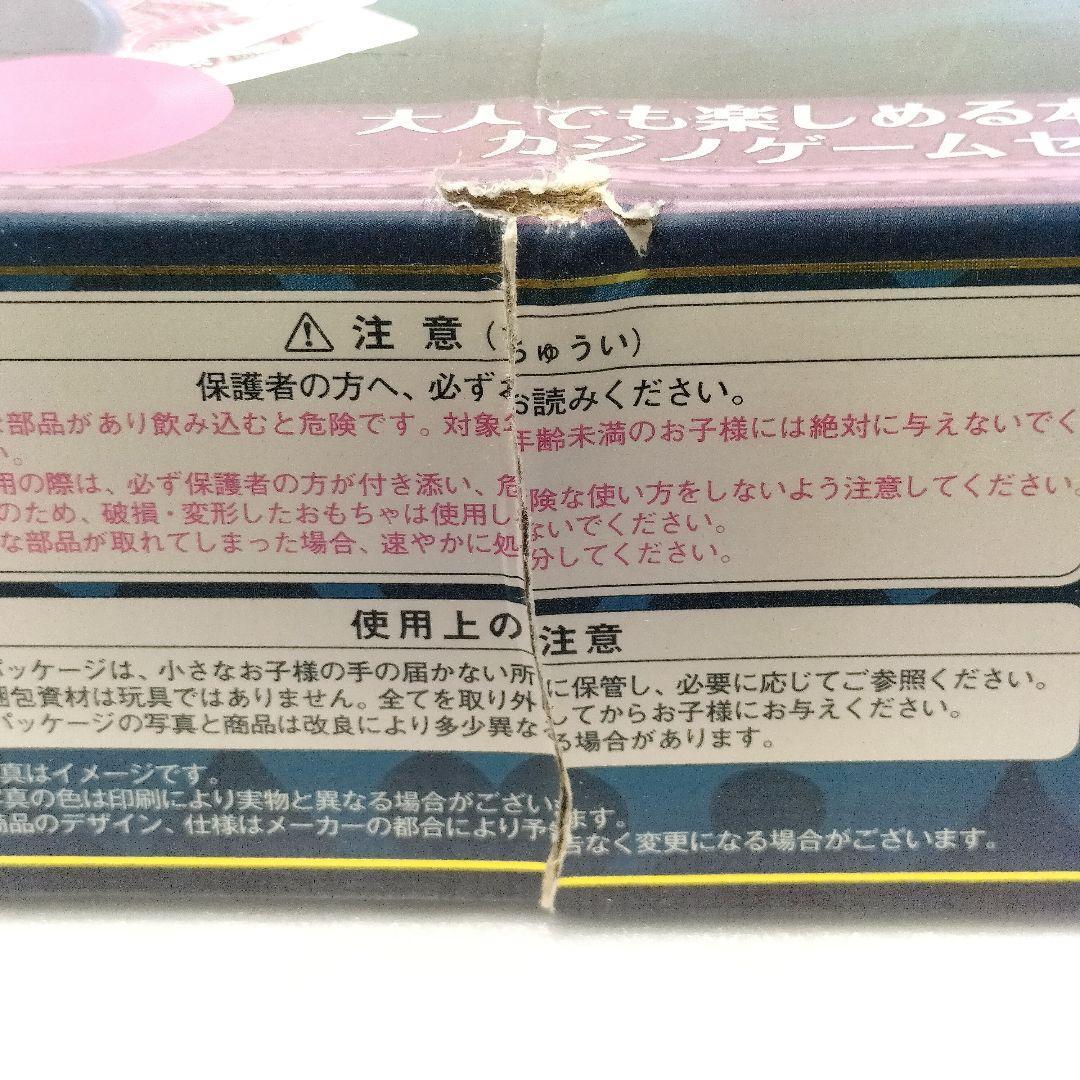 大人でも楽しめる
カジノゲームセ
⚠注意(ちゅうい)
保護者の方へ、必ずお読みください。
部品があり飲み込むと危険です。対象年齢未満のお子様には絶対に与えないでく
い。
用の際は、必ず保護者の方が付き添い、危険な使い方をしないよう注意してください。
のため、破損・変形したおもちゃは使用しないでください。
な部品が取れてしまった場合、速やかに処分してください。
使用上の注意
パッケージは、小さなお子様の手の届かない所に保管し、必要に応じてご参照ください。
梱包資材は玩具ではありません。全てを取り外してからお子様にお与えください。
パッケージの写真と商品は改良により多少異なる場合があります。
真はイメージです。
真の色は印刷により実物と異なる場合がございます。
商品のデザイン、仕様はメーカーの都合により予告なく変更になる場合がございます。